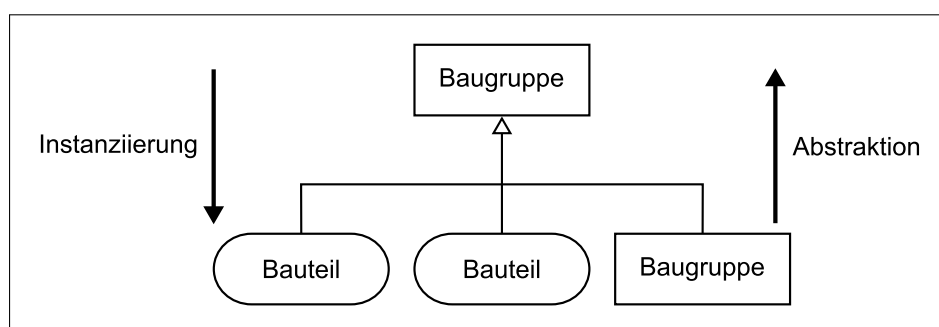 Baugruppe
Instanziierung
Abstraktion
Bauteil
Bauteil
Baugruppe